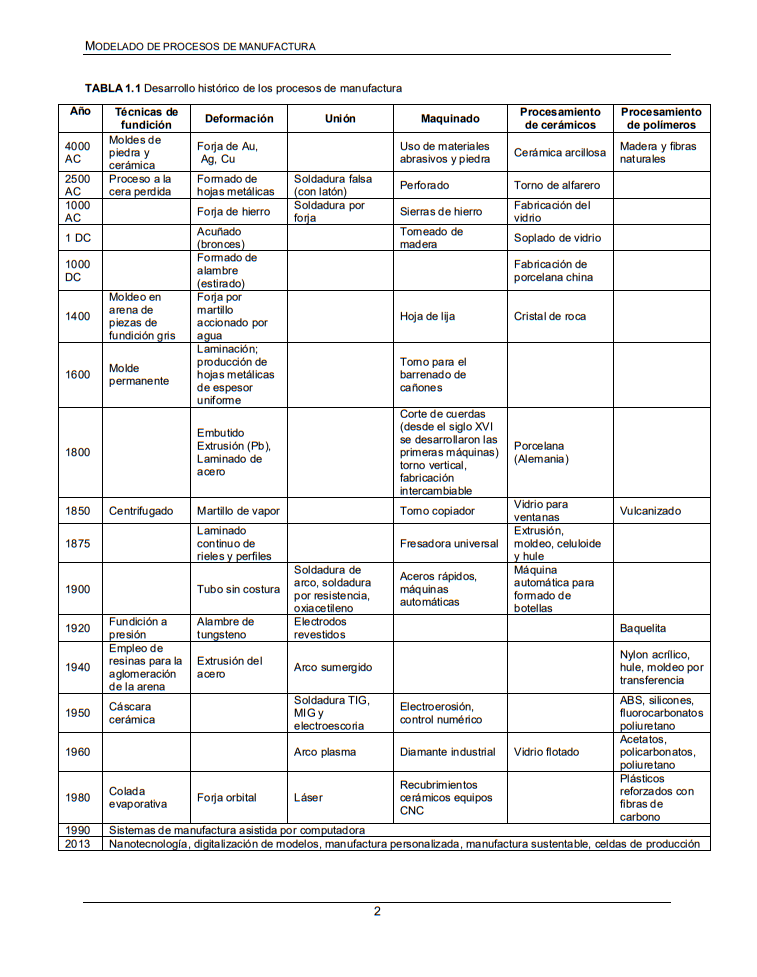 MODELADO DE PROCESOS DE MANUFACTURA
TABLA 1.1 Desarrollo histórico de los procesos de manufactura
Año
Técnicas de
fundición
Deformación
Unión
Maquinado
Procesamiento
de cerámicos
Procesamiento
de polímeros
4000
AC
Moldes de
piedra y
cerámica
Forja de Au,
Ag, Cu
Uso de materiales
abrasivos y piedra
Cerámica arcillosa
Madera y fibras
naturales
2500
AC
Proceso a la
cera perdida
Formado de
hojas metálicas
Soldadura falsa
(con latón)
Perforado
Torno de alfarero
1000
AC
Forja de hierro
Soldadura por
forja
Sierras de hierro
Fabricación del
vidrio
1 DC
Acuñado
(bronces)
Torneado de
madera
Soplado de vidrio
1000
DC
Formado de
alambre
(estirado)
Fabricación de
porcelana china
1400
Moldeo en
arena de
piezas de
fundición gris
Forja por
martillo
accionado por
agua
Hoja de lija
Cristal de roca
1600
Molde
permanente
Laminación;
producción de
hojas metálicas
de espesor
uniforme
Torno para el
barrenado de
cañones
1800
Embutido
Extrusión (Pb),
Laminado de
acero
Corte de cuerdas
(desde el siglo XVI
se desarrollaron las
primeras máquinas)
torno vertical,
fabricación
intercambiable
Porcelana
(Alemania)
1850
Centrifugado
Martillo de vapor
Torno copiador
Vidrio para
ventanas
Vulcanizado
1875
Laminado
continuo de
rieles y perfiles
Fresadora universal
Extrusión,
moldeo, celuloide
y hule
1900
Tubo sin costura
Soldadura de
arco, soldadura
por resistencia,
oxiacetileno
Aceros rápidos,
máquinas
automáticas
Máquina
automática para
formado de
botellas
1920
Fundición a
presión
Alambre de
tungsteno
Electrodos
revestidos
Baquelita
1940
Empleo de
resinas para la
aglomeración
de la arena
Extrusión del
acero
Arco sumergido
Nylon acrílico,
hule, moldeo por
transferencia
1950
Cáscara
cerámica
Soldadura TIG,
MIG y
electroescoria
Electroerosión,
control numérico
ABS, silicones,
fluorocarbonatos
poliuretano
1960
Arco plasma
Diamante industrial
Vidrio flotado
Acetatos,
policarbonatos,
poliuretano
1980
Colada
evaporativa
Forja orbital
Láser
Recubrimientos
cerámicos equipos
CNC
Plásticos
reforzados con
fibras de
carbono
1990
Sistemas de manufactura asistida por computadora
2013
Nanotecnología, digitalización de modelos, manufactura personalizada, manufactura sustentable, celdas de producción
2